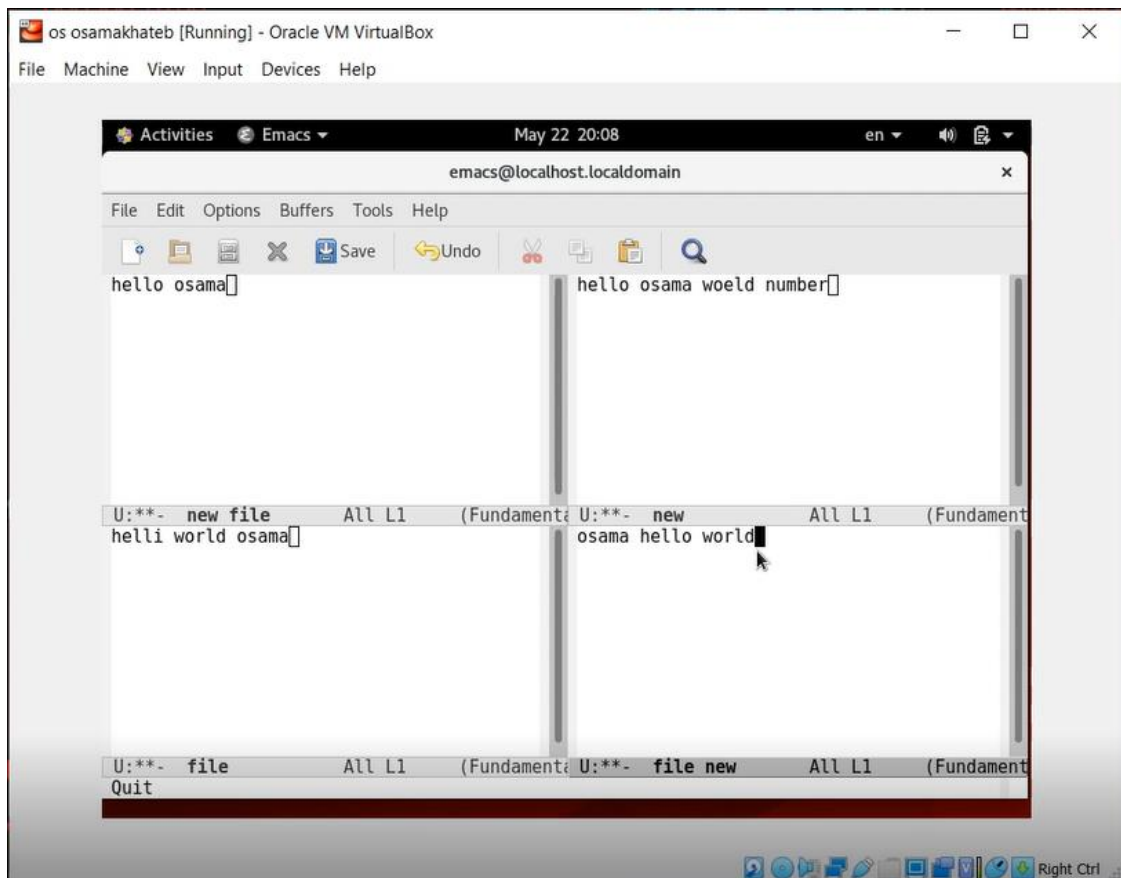 os osamakhateb [Running] - Oracle VM VirtualBox
File Machine View Input Devices Help
Activities Emacs May 22 20:08 en
emacs@localhost.localdomain ×
File Edit Options Buffers Tools Help
Save Undo
hello osama
hello osama woeld number
U:**- new file All L1 (Fundamenta
U:**- new All L1 (Fundament
helli world osama
osama hello world
U:**- file All L1 (Fundamenta
U:**- file new All L1 (Fundament
Quit
Right Ctrl